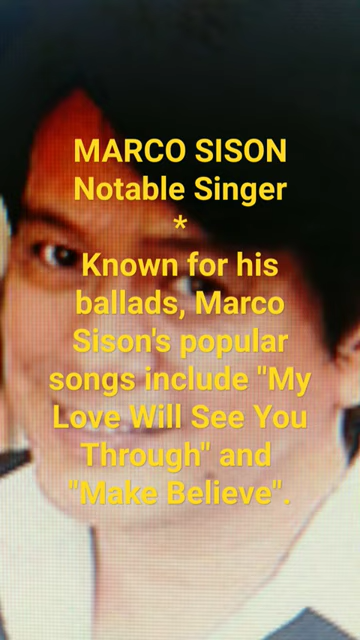 MARCO SISON
Notable Singer
*
Known for his
ballads, Marco
Sison's popular
songs include "My
Love Will See You
Through" and
"Make Believe".